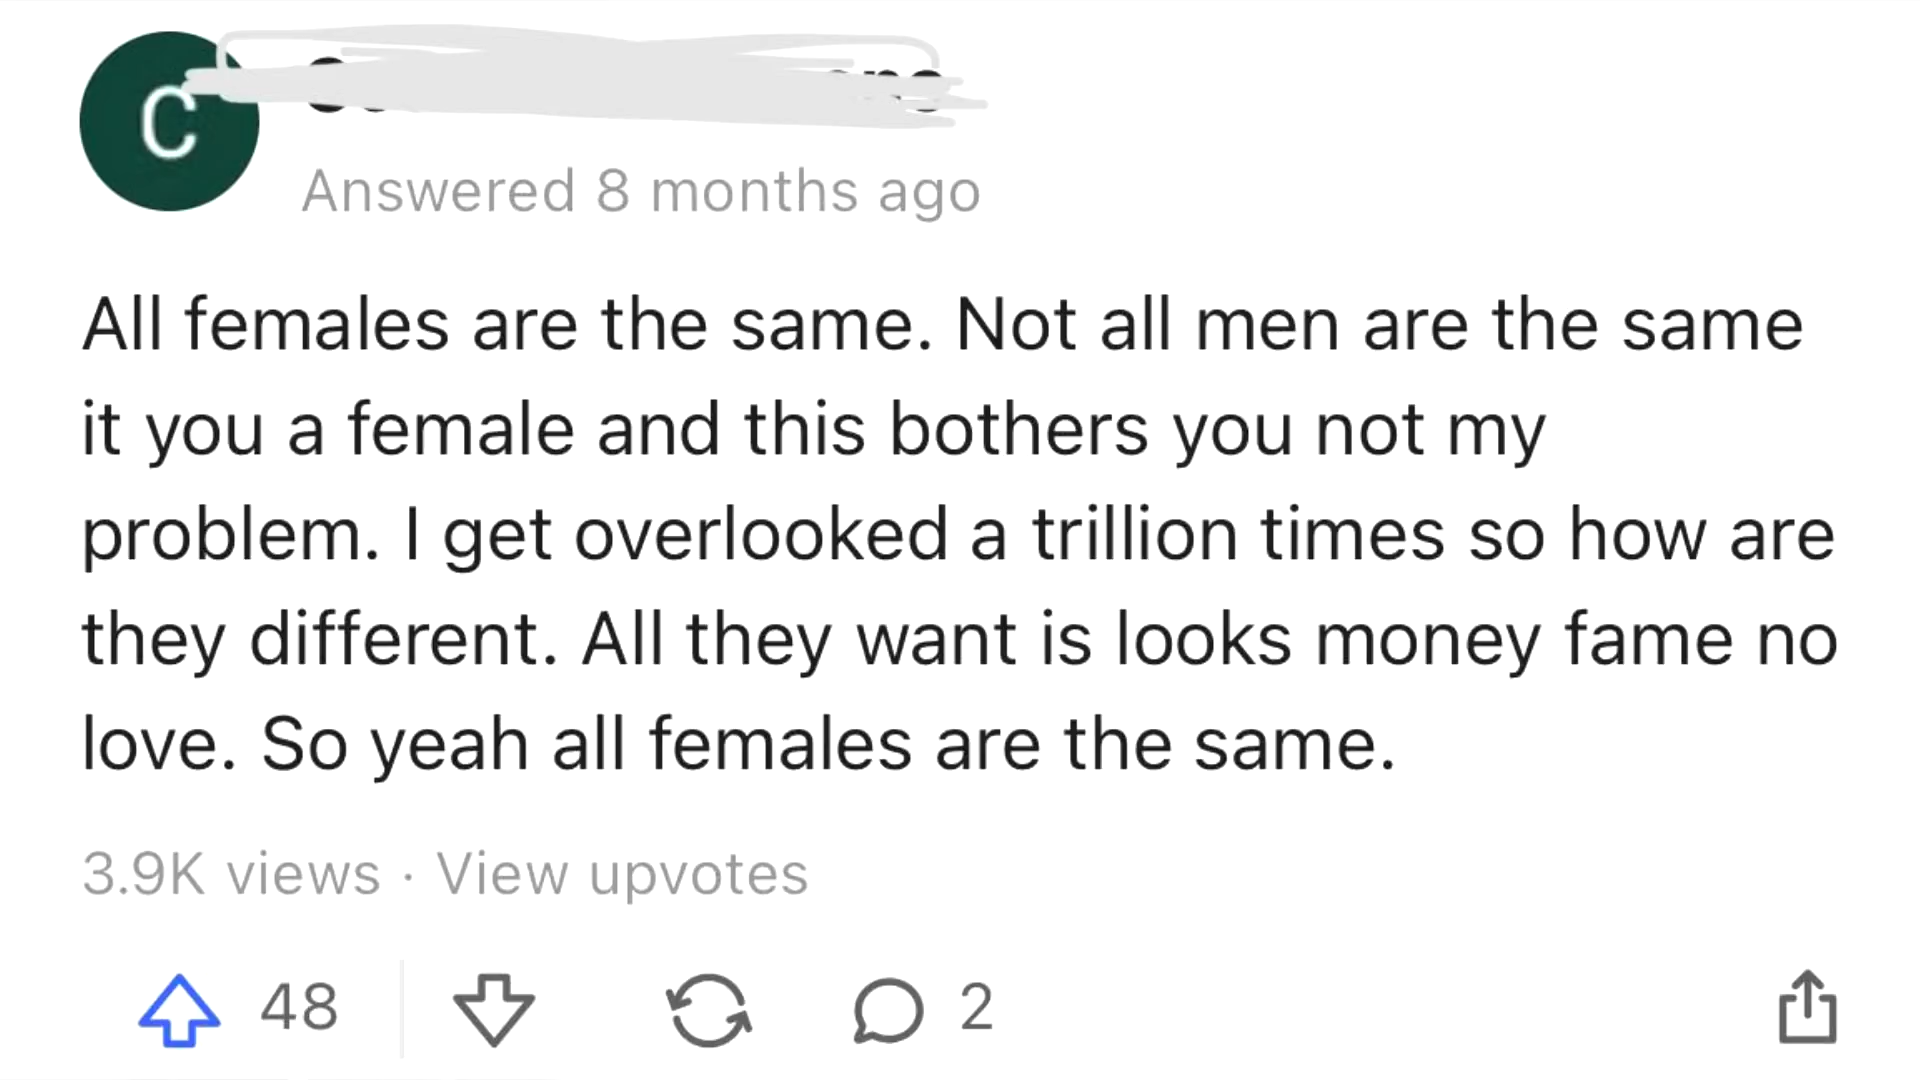 C
Answered 8 months ago
All females are the same. Not all men are the same
it you a female and this bothers you not my
problem. I get overlooked a trillion times so how are
they different. All they want is looks money fame no
love. So yeah all females are the same.
3.9K views · View upvotes
48
2